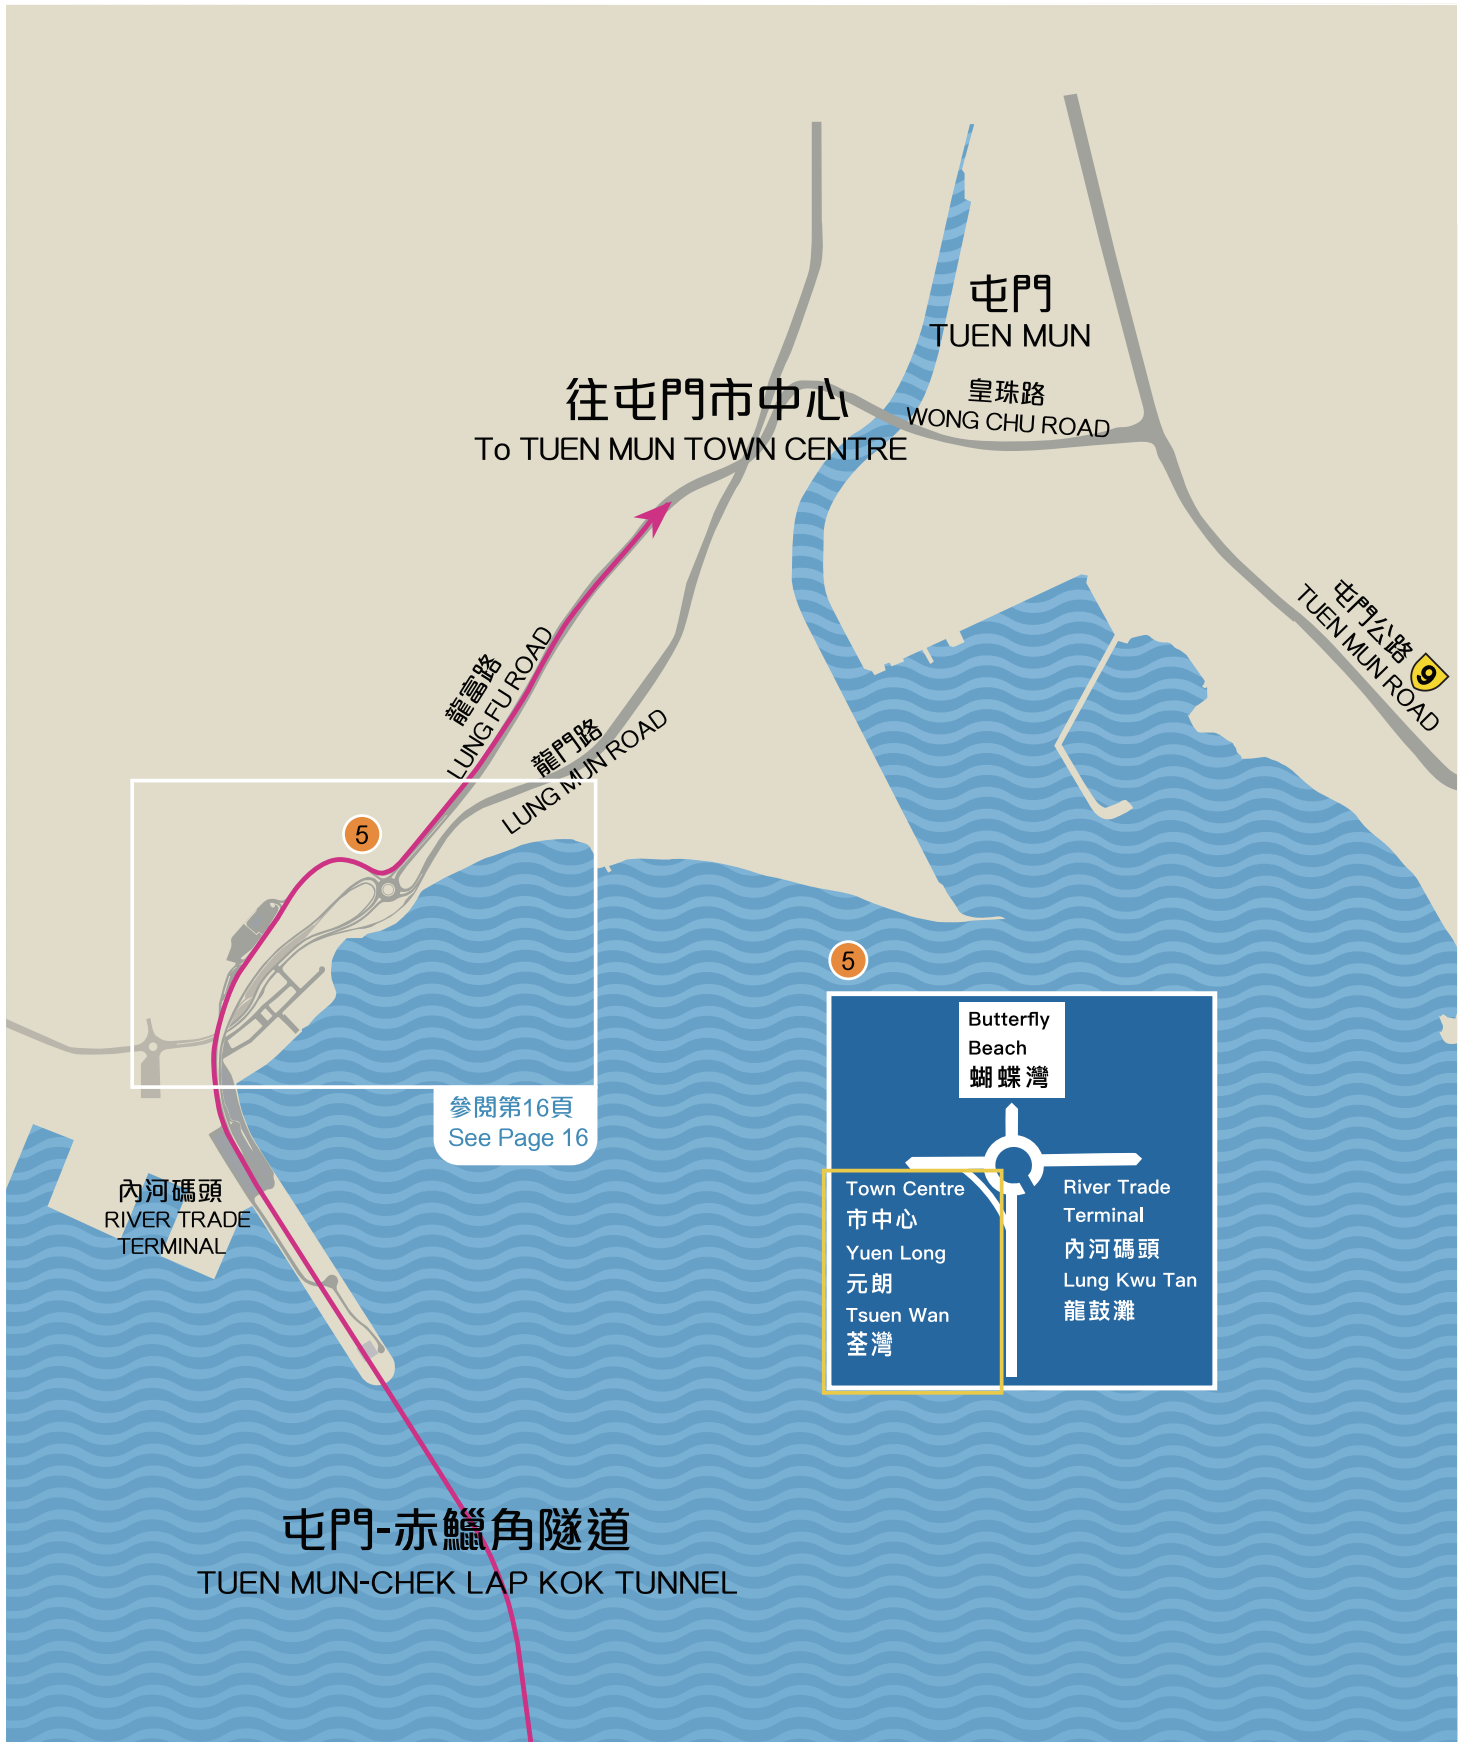 屯門
TUEN MUN
往屯門市中心
To TUEN MUN TOWN CENTRE
皇珠路
WONG CHU ROAD
屯門公路
TUEN MUN ROAD
9
龍富路
LUNG FU ROAD
龍門路
LUNG MUN ROAD
5
參閱第16頁
See Page 16
內河碼頭
RIVER TRADE
TERMINAL
5
Butterfly
Beach
蝴蝶灣
Town Centre
市中心
Yuen Long
元朗
Tsuen Wan
荃灣
River Trade
Terminal
內河碼頭
Lung Kwu Tan
龍鼓灘
屯門-赤鱲角隧道
TUEN MUN-CHEK LAP KOK TUNNEL